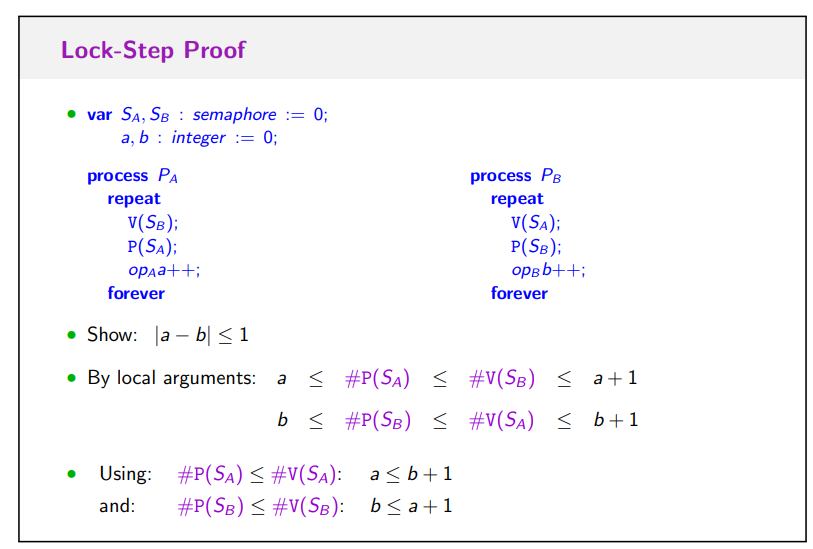 Lock-Step Proof
• var S_A, S_B : semaphore := 0;
a, b : integer := 0;
process P_A    process P_B
repeat    repeat
V(S_B);    V(S_A);
P(S_A);    P(S_B);
op_A a++;    op_B b++;
forever    forever
• Show: |a − b| ≤ 1
• By local arguments: a ≤ #P(S_A) ≤ #V(S_B) ≤ a + 1
b ≤ #P(S_B) ≤ #V(S_A) ≤ b + 1
• Using: #P(S_A) ≤ #V(S_A): a ≤ b + 1
and: #P(S_B) ≤ #V(S_B): b ≤ a + 1